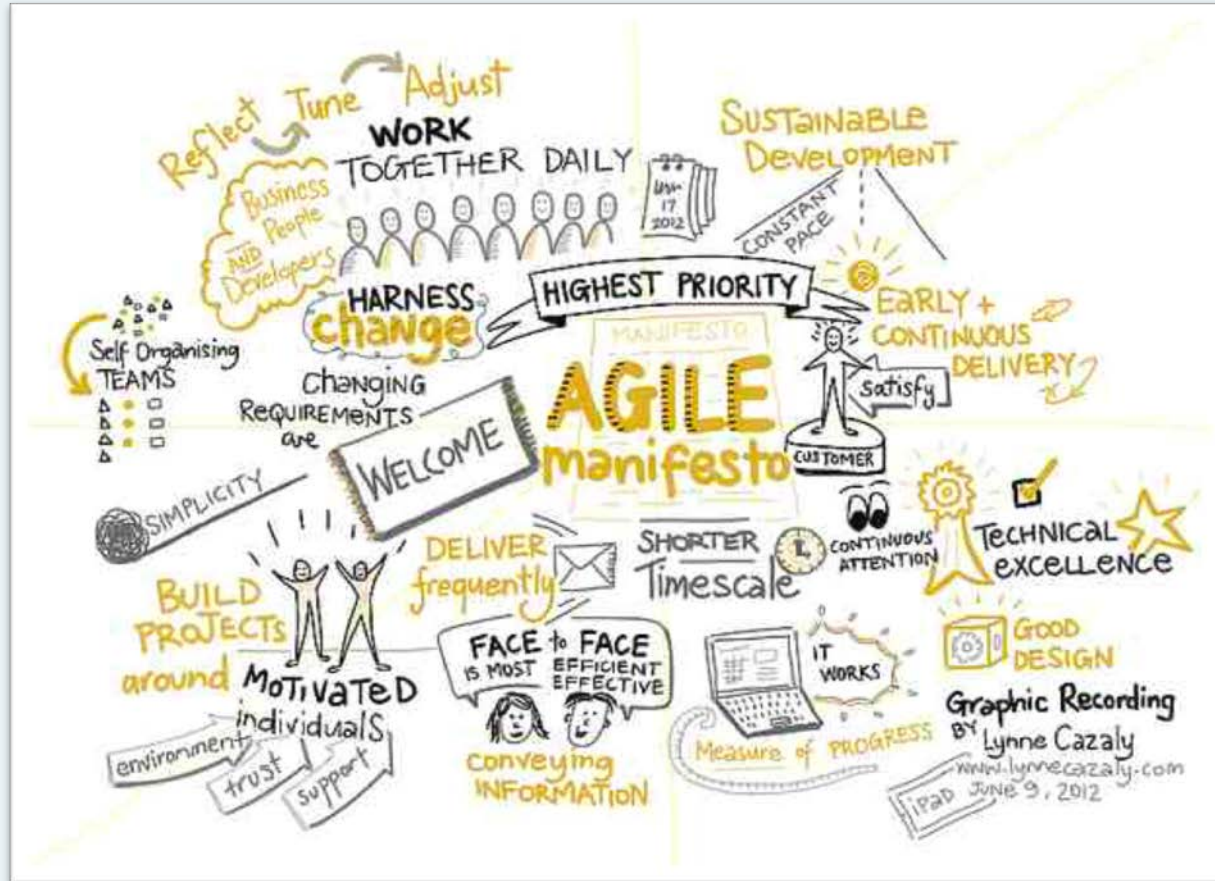 Reflect Tune Adjust
WORK
TOGETHER DAILY
Business
People
AND
Developers
17
2012
SUSTAINABLE
DEVELOPMENT
CONSTANT
PACE
HARNESS
change
HIGHEST PRIORITY
EARLY +
CONTINUOUS
DELIVERY
satisfy
CUSTOMER
Self Organising
TEAMS
CHANGING
REQUIREMENTS
are
WELCOME
MANIFESTO
AGILE
manifesto
SIMPLICITY
DELIVER
frequently
SHORTER
Timescale
CONTINUOUS
ATTENTION
TECHNICAL
EXCELLENCE
BUILD
PROJECTS
around
MOTIVATED
individuals
environment
trust
support
FACE to FACE
IS MOST EFFICIENT
EFFECTIVE
conveying
INFORMATION
IT
WORKS
Measure of PROGRESS
GOOD
DESIGN
Graphic Recording
BY Lynne Cazaly
www.lynnecazaly.com
JUNE 9, 2012
iPAD